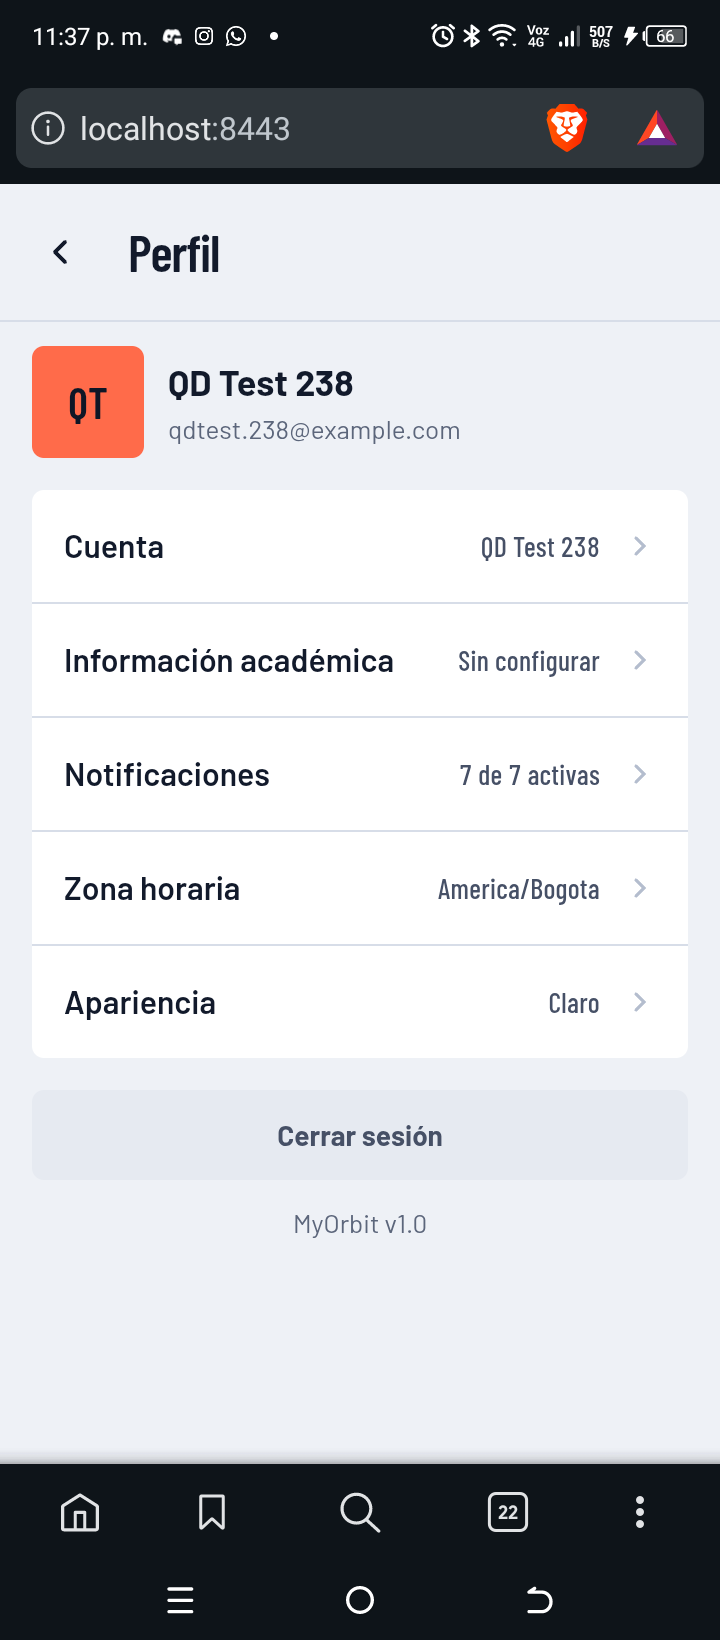 11:37 p. m.
Voz 4G
507 B/S
66
localhost:8443
Perfil
QT
QD Test 238
qdtest.238@example.com
Cuenta QD Test 238
Información académica Sin configurar
Notificaciones 7 de 7 activas
Zona horaria America/Bogota
Apariencia Claro
Cerrar sesión
MyOrbit v1.0
22